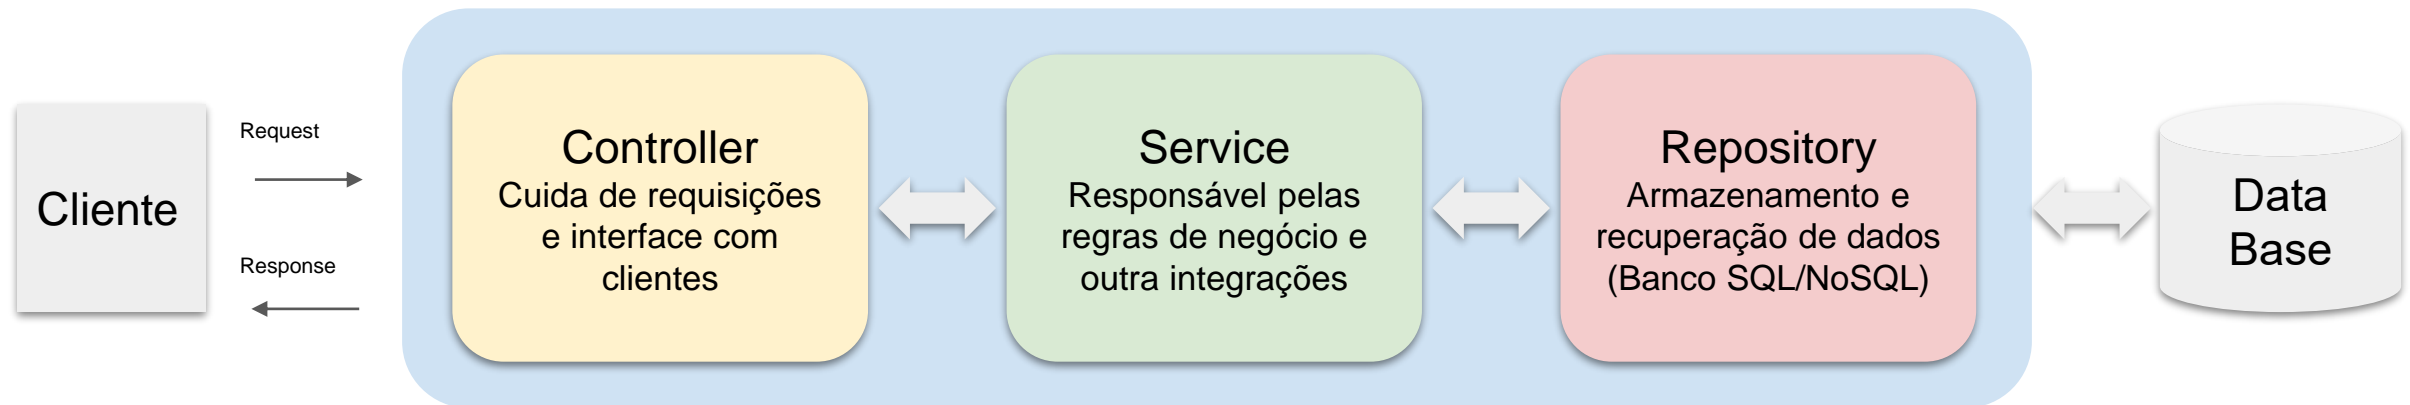 Cliente
Request
Response
Controller
Cuida de requisições
e interface com
clientes
Service
Responsável pelas
regras de negócio e
outra integrações
Repository
Armazenamento e
recuperação de dados
(Banco SQL/NoSQL)
Data
Base